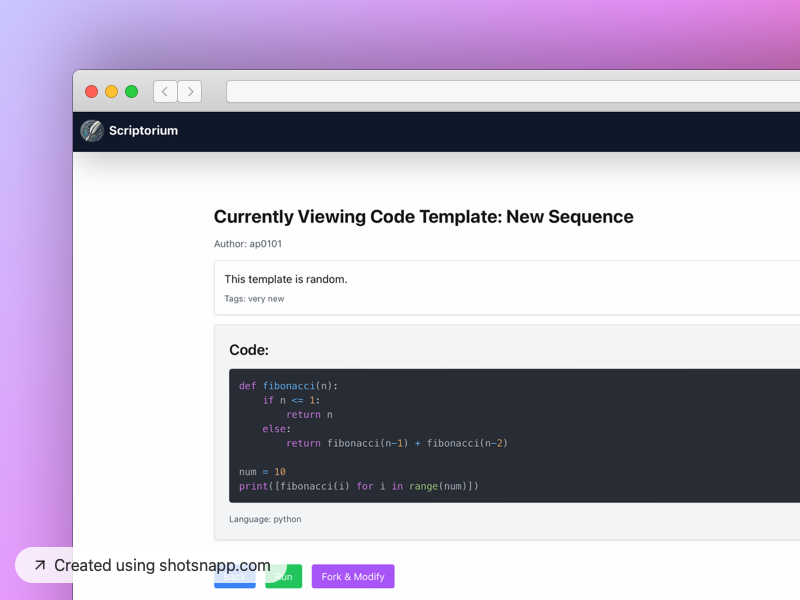 Scriptorium
Currently Viewing Code Template: New Sequence
Author: ap0101
This template is random.
Tags: very new
Code:
def fibonacci(n):
    if n <= 1:
        return n
    else:
        return fibonacci(n-1) + fibonacci(n-2)

num = 10
print([fibonacci(i) for i in range(num)])
Language: python
Back Run Fork & Modify
Created using shotsnapp.com